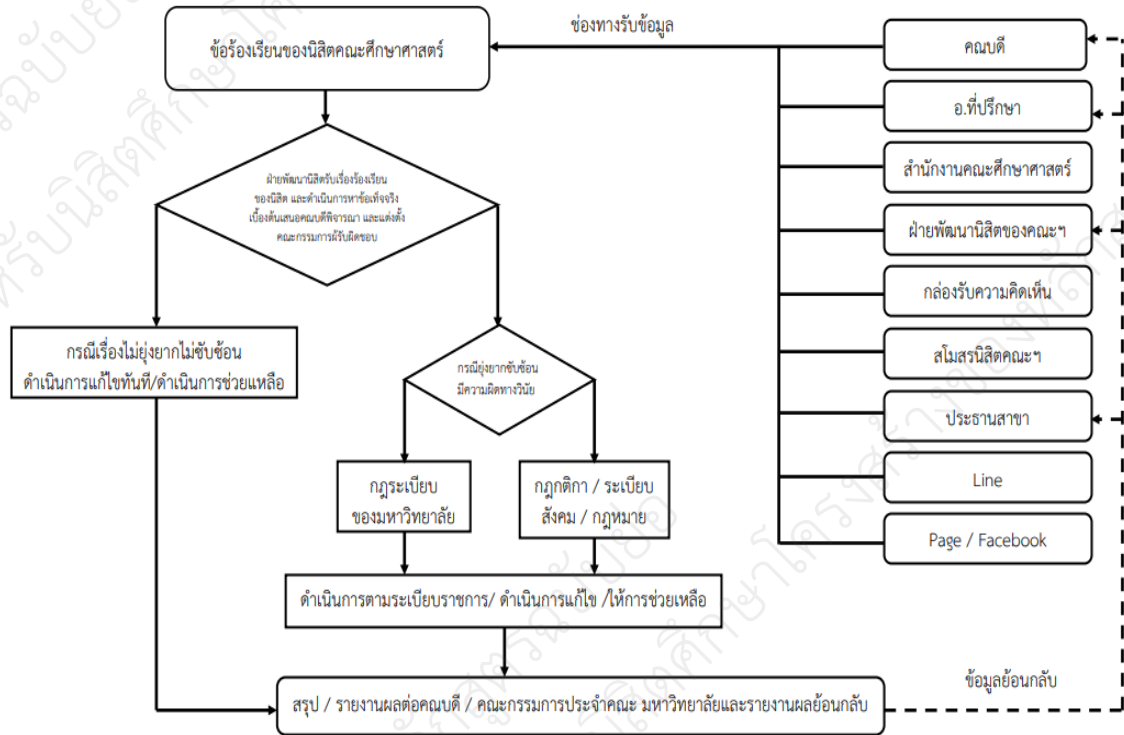 ช่องทางรับข้อมูล
ข้อร้องเรียนของนิสิตคณะศึกษาศาสตร์
คณบดี
อ.ที่ปรึกษา
สำนักงานคณะศึกษาศาสตร์
ฝ่ายพัฒนานิสิตของคณะฯ
กล่องรับความคิดเห็น
สโมสรนิสิตคณะฯ
ประธานสาขา
Line
Page / Facebook
ฝ่ายพัฒนานิสิตรับเรื่องร้องเรียน
ของนิสิต และดำเนินการหาข้อเท็จจริง
เบื้องต้นเสนอคณบดีพิจารณา และแต่งตั้ง
คณะกรรมการผู้รับผิดชอบ
กรณีเรื่องไม่ยุ่งยากไม่ซับซ้อน
ดำเนินการแก้ไขทันที/ดำเนินการช่วยเหลือ
กรณียุ่งยากซับซ้อน
มีความผิดทางวินัย
กฎระเบียบ
ของมหาวิทยาลัย
กฎกติกา / ระเบียบ
สังคม / กฎหมาย
ดำเนินการตามระเบียบราชการ/ ดำเนินการแก้ไข /ให้การช่วยเหลือ
สรุป / รายงานผลต่อคณบดี / คณะกรรมการประจำคณะ มหาวิทยาลัยและรายงานผลย้อนกลับ
ข้อมูลย้อนกลับ